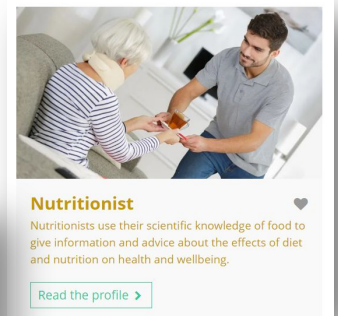 Nutritionist
Nutritionists use their scientific knowledge of food to
give information and advice about the effects of diet
and nutrition on health and wellbeing.
Read the profile